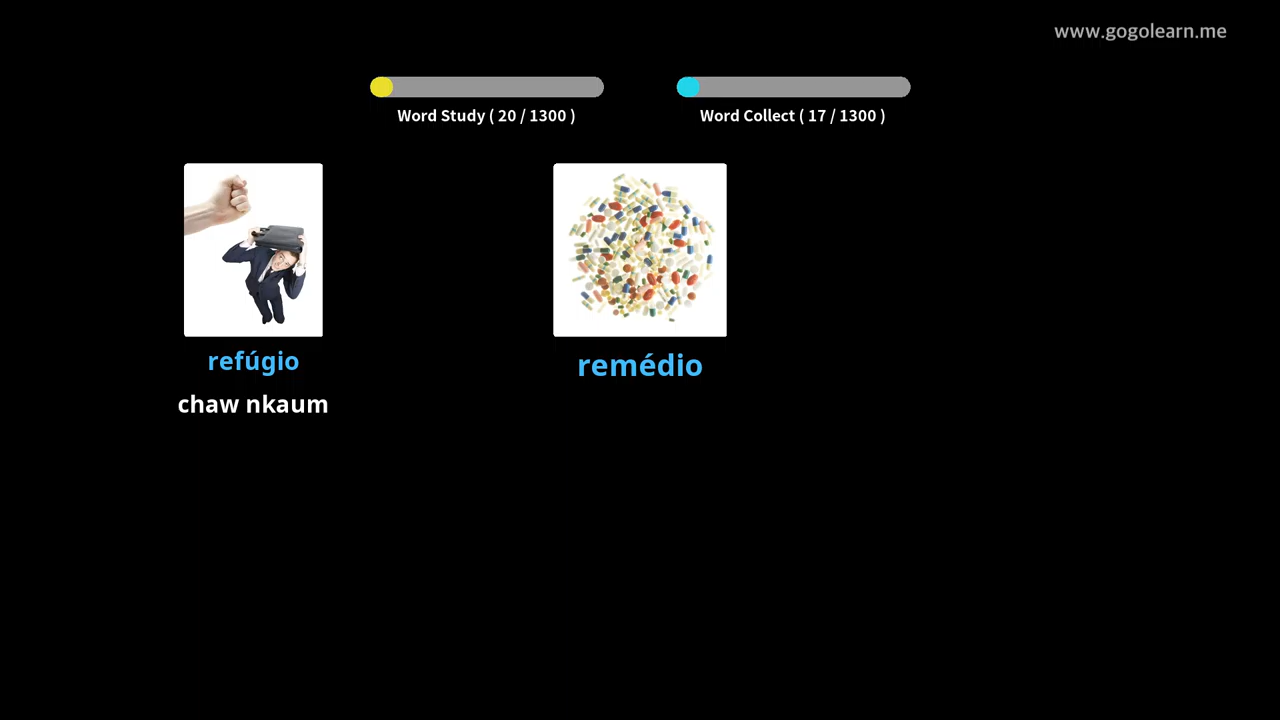 www.gogolearn.me
Word Study ( 20 / 1300 )
Word Collect ( 17 / 1300 )
refúgio
chaw nkaum
remédio